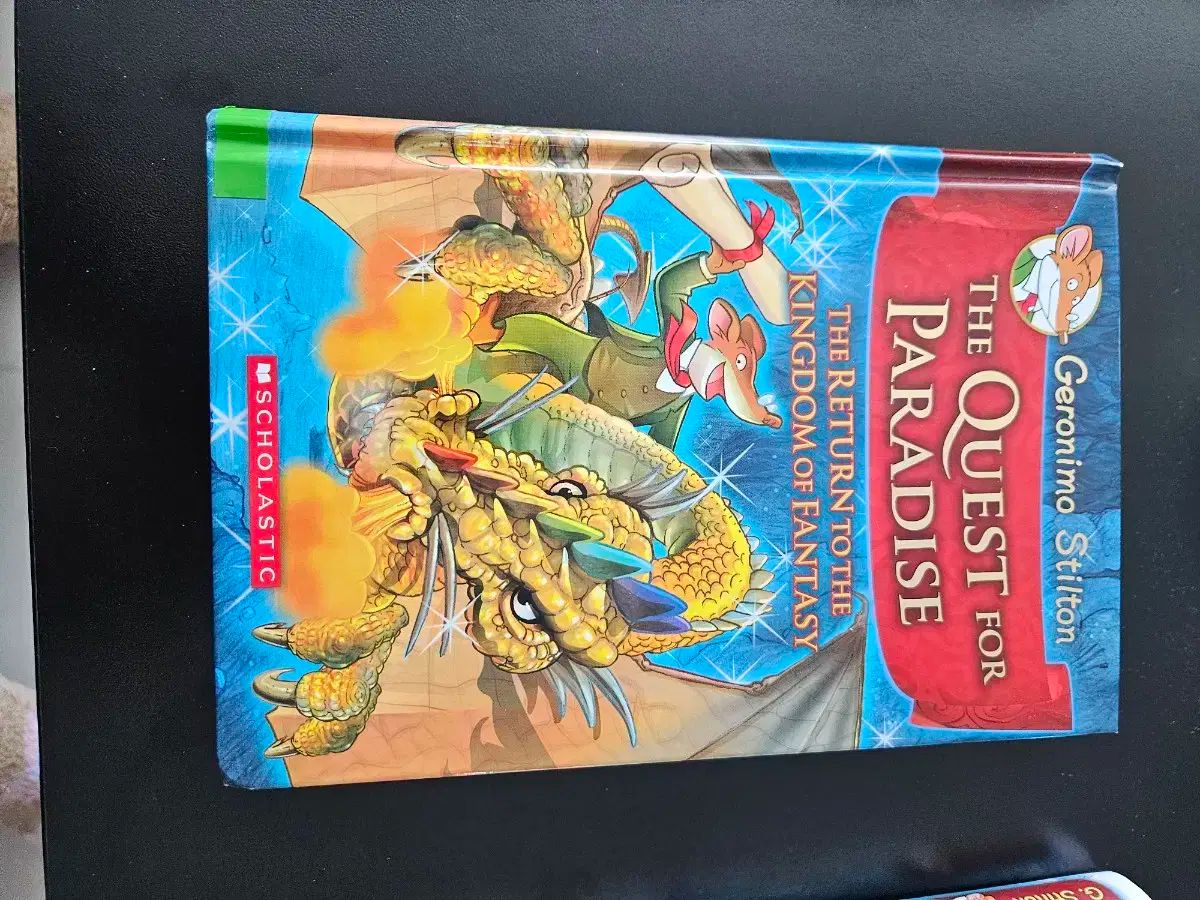 Geronimo Stilton
THE QUEST FOR
PARADISE
THE RETURN TO THE
KINGDOM OF FANTASY
SCHOLASTIC